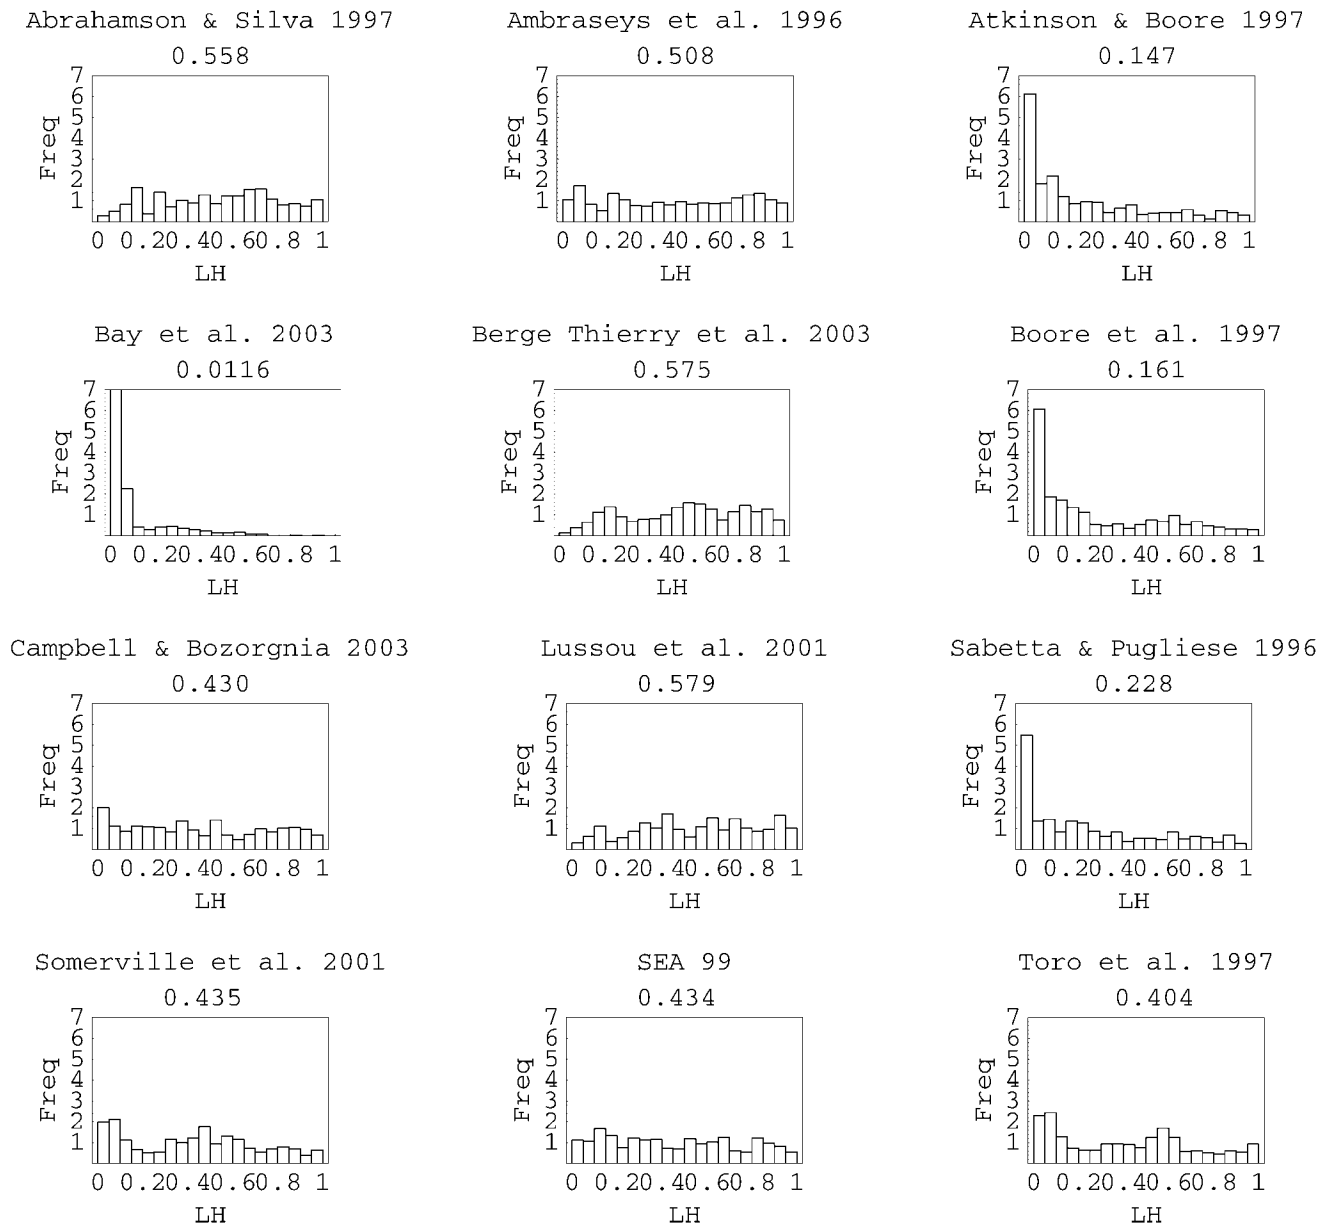 Abrahamson & Silva 1997
0.558
7
6
5
4
3
2
1
Freq
0 0.20.40.60.8 1
LH
Ambraseys et al. 1996
0.508
7
6
5
4
3
2
1
Freq
0 0.20.40.60.8 1
LH
Atkinson & Boore 1997
0.147
7
6
5
4
3
2
1
Freq
0 0.20.40.60.8 1
LH
Bay et al. 2003
0.0116
7
6
5
4
3
2
1
Freq
0 0.20.40.60.8 1
LH
Berge Thierry et al. 2003
0.575
7
6
5
4
3
2
1
Freq
0 0.20.40.60.8 1
LH
Boore et al. 1997
0.161
7
6
5
4
3
2
1
Freq
0 0.20.40.60.8 1
LH
Campbell & Bozorgnia 2003
0.430
7
6
5
4
3
2
1
Freq
0 0.20.40.60.8 1
LH
Lussou et al. 2001
0.579
7
6
5
4
3
2
1
Freq
0 0.20.40.60.8 1
LH
Sabetta & Pugliese 1996
0.228
7
6
5
4
3
2
1
Freq
0 0.20.40.60.8 1
LH
Somerville et al. 2001
0.435
7
6
5
4
3
2
1
Freq
0 0.20.40.60.8 1
LH
SEA 99
0.434
7
6
5
4
3
2
1
Freq
0 0.20.40.60.8 1
LH
Toro et al. 1997
0.404
7
6
5
4
3
2
1
Freq
0 0.20.40.60.8 1
LH